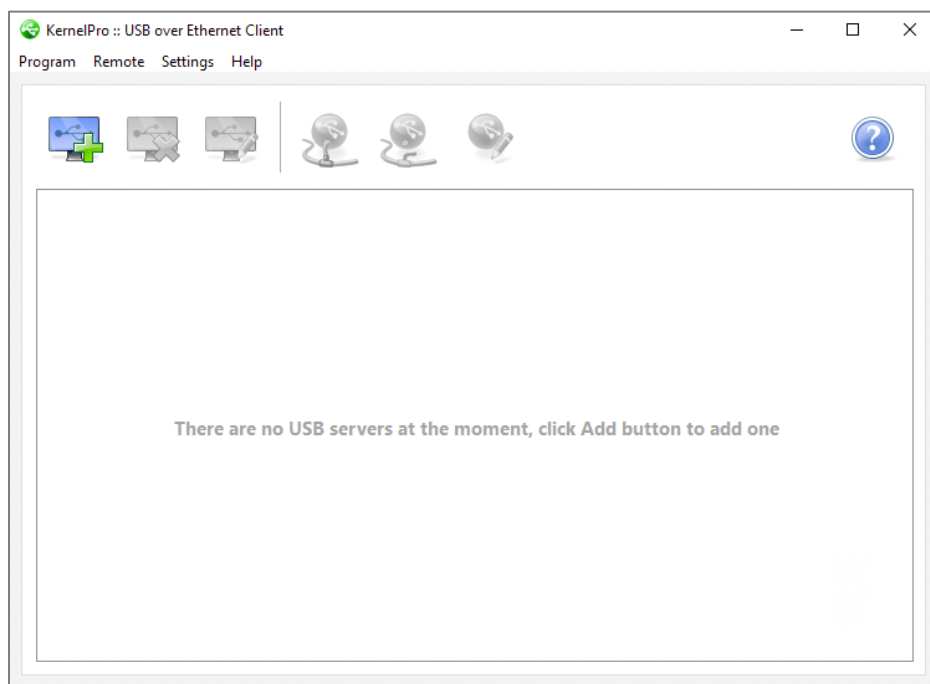 KernelPro :: USB over Ethernet Client
Program Remote Settings Help
?
There are no USB servers at the moment, click Add button to add one